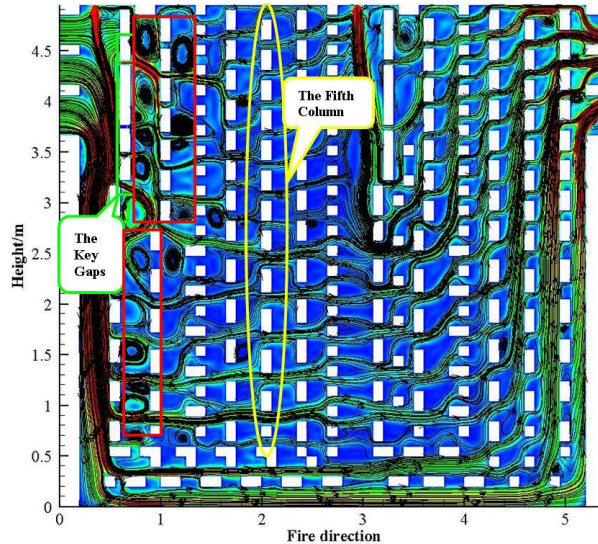 4.5
4
3.5
3
2.5
2
1.5
1
0.5
0
Height/m
The Fifth
Column
The
Key
Gaps
0
1
2
3
4
5
Fire direction